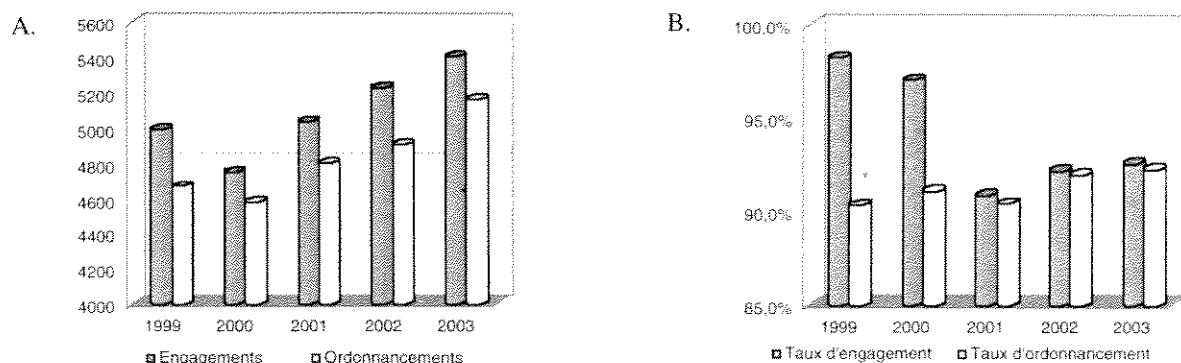 A.
5600
5400
5200
5000
4800
4600
4400
4200
4000
1999 2000 2001 2002 2003
Engagements Ordonnancements
B.
100,0%
95,0%
90,0%
85,0%
1999 2000 2001 2002 2003
Taux d'engagement Taux d'ordonnancement